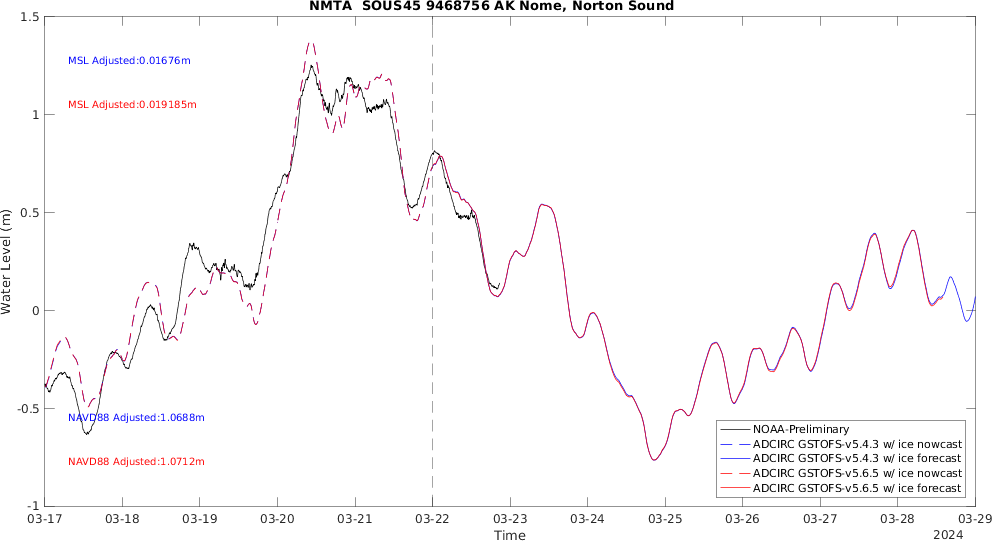 NMTA  SOUS45 9468756 AK Nome, Norton Sound
1.5
1
0.5
0
-0.5
-1
Water Level (m)
MSL Adjusted:0.01676m
MSL Adjusted:0.019185m
NAVD88 Adjusted:1.0688m
NAVD88 Adjusted:1.0712m
NOAA-Preliminary
ADCIRC GSTOFS-v5.4.3 w/ ice nowcast
ADCIRC GSTOFS-v5.4.3 w/ ice forecast
ADCIRC GSTOFS-v5.6.5 w/ ice nowcast
ADCIRC GSTOFS-v5.6.5 w/ ice forecast
03-17 03-18 03-19 03-20 03-21 03-22 03-23 03-24 03-25 03-26 03-27 03-28 03-29
Time
2024